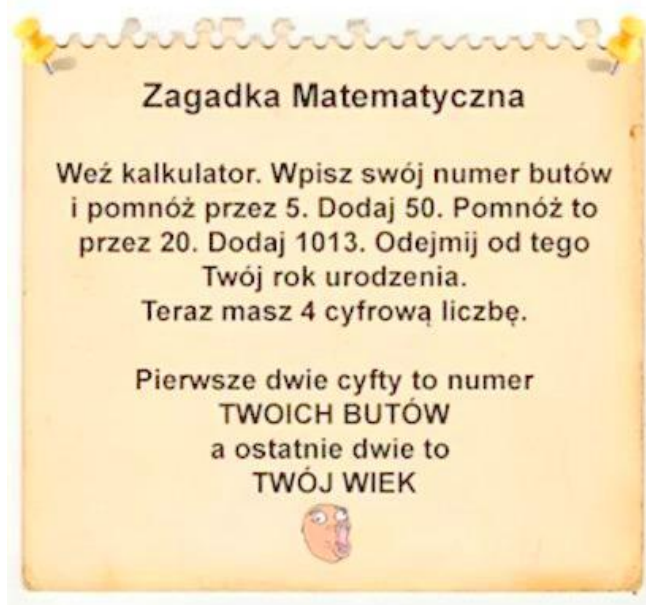 Zagadka Matematyczna
Weź kalkulator. Wpisz swój numer butów
i pomnóż przez 5. Dodaj 50. Pomnóż to
przez 20. Dodaj 1013. Odejmij od tego
Twój rok urodzenia.
Teraz masz 4 cyfrową liczbę.
Pierwsze dwie cyfty to numer
TWOICH BUTÓW
a ostatnie dwie to
TWÓJ WIEK